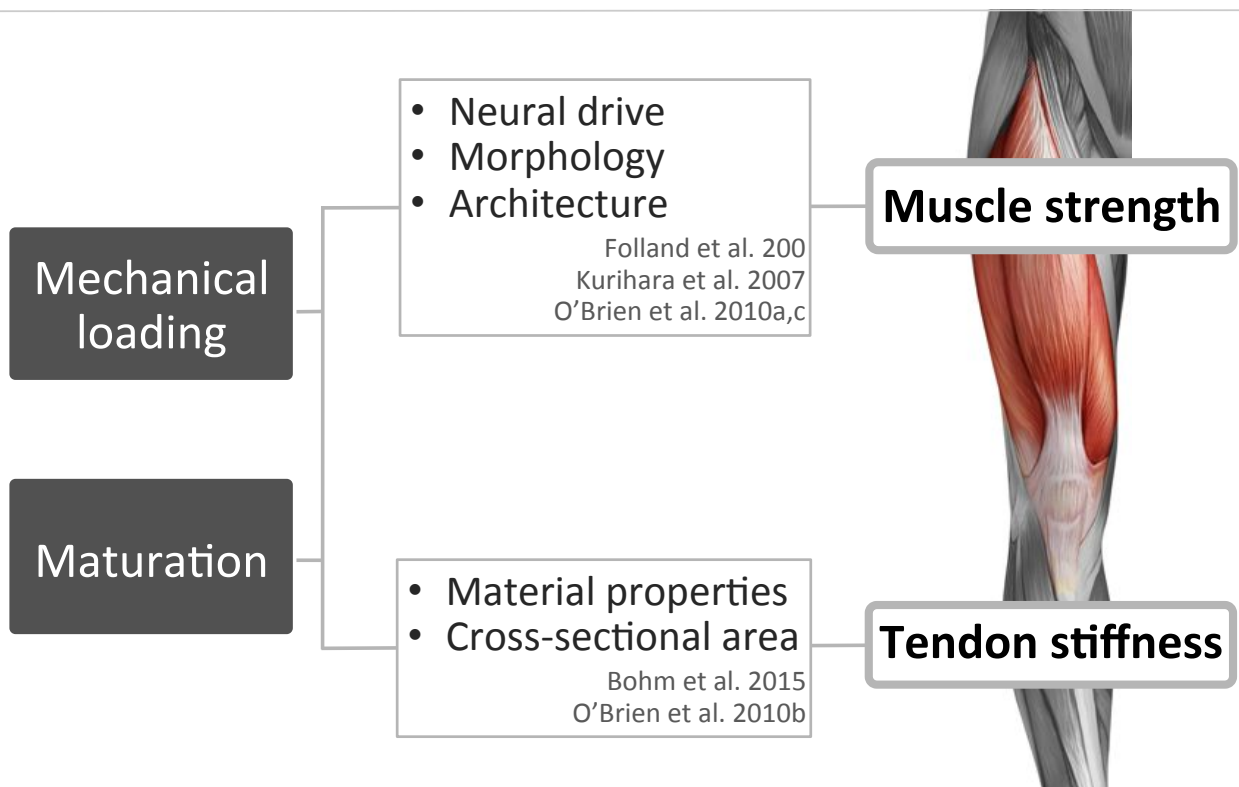 Mechanical
loading
Maturation
• Neural drive
• Morphology
• Architecture
Folland et al. 200
Kurihara et al. 2007
O’Brien et al. 2010a,c
• Material properties
• Cross-sectional area
Bohm et al. 2015
O’Brien et al. 2010b
Muscle strength
Tendon stiffness